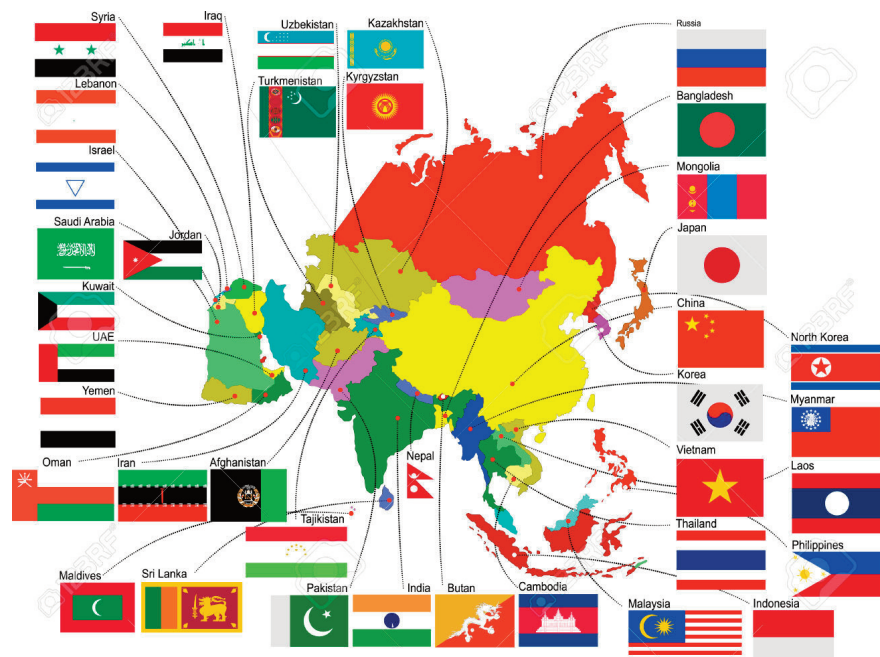 Syria
Iraq
Uzbekistan
Kazakhstan
Russia
Lebanon
Turkmenistan
Kyrgyzstan
Bangladesh
Israel
Mongolia
Saudi Arabia
Jordan
Japan
Kuwait
China
UAE
North Korea
Yemen
Korea
Myanmar
Oman
Iran
Afghanistan
Nepal
Vietnam
Laos
Tajikistan
Thailand
Philippines
Maldives
Sri Lanka
Pakistan
India
Butan
Cambodia
Malaysia
Indonesia
123RF